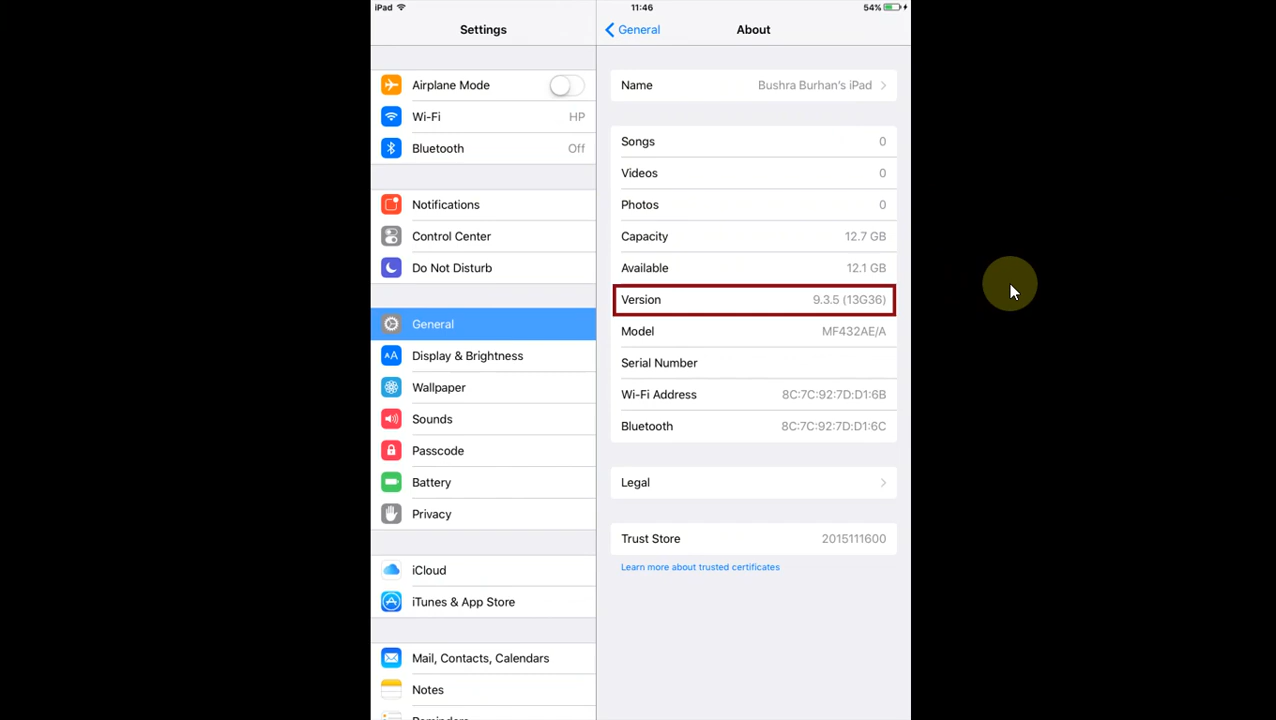 iPad
11:46
54%
Settings
General
About
Airplane Mode
Wi-Fi HP
Bluetooth Off
Notifications
Control Center
Do Not Disturb
General
Display & Brightness
Wallpaper
Sounds
Passcode
Battery
Privacy
iCloud
iTunes & App Store
Mail, Contacts, Calendars
Notes
Reminders
Name Bushra Burhan's iPad
Songs 0
Videos 0
Photos 0
Capacity 12.7 GB
Available 12.1 GB
Version 9.3.5 (13G36)
Model MF432AE/A
Serial Number
Wi-Fi Address 8C:7C:92:7D:D1:6B
Bluetooth 8C:7C:92:7D:D1:6C
Legal
Trust Store 2015111600
Learn more about trusted certificates